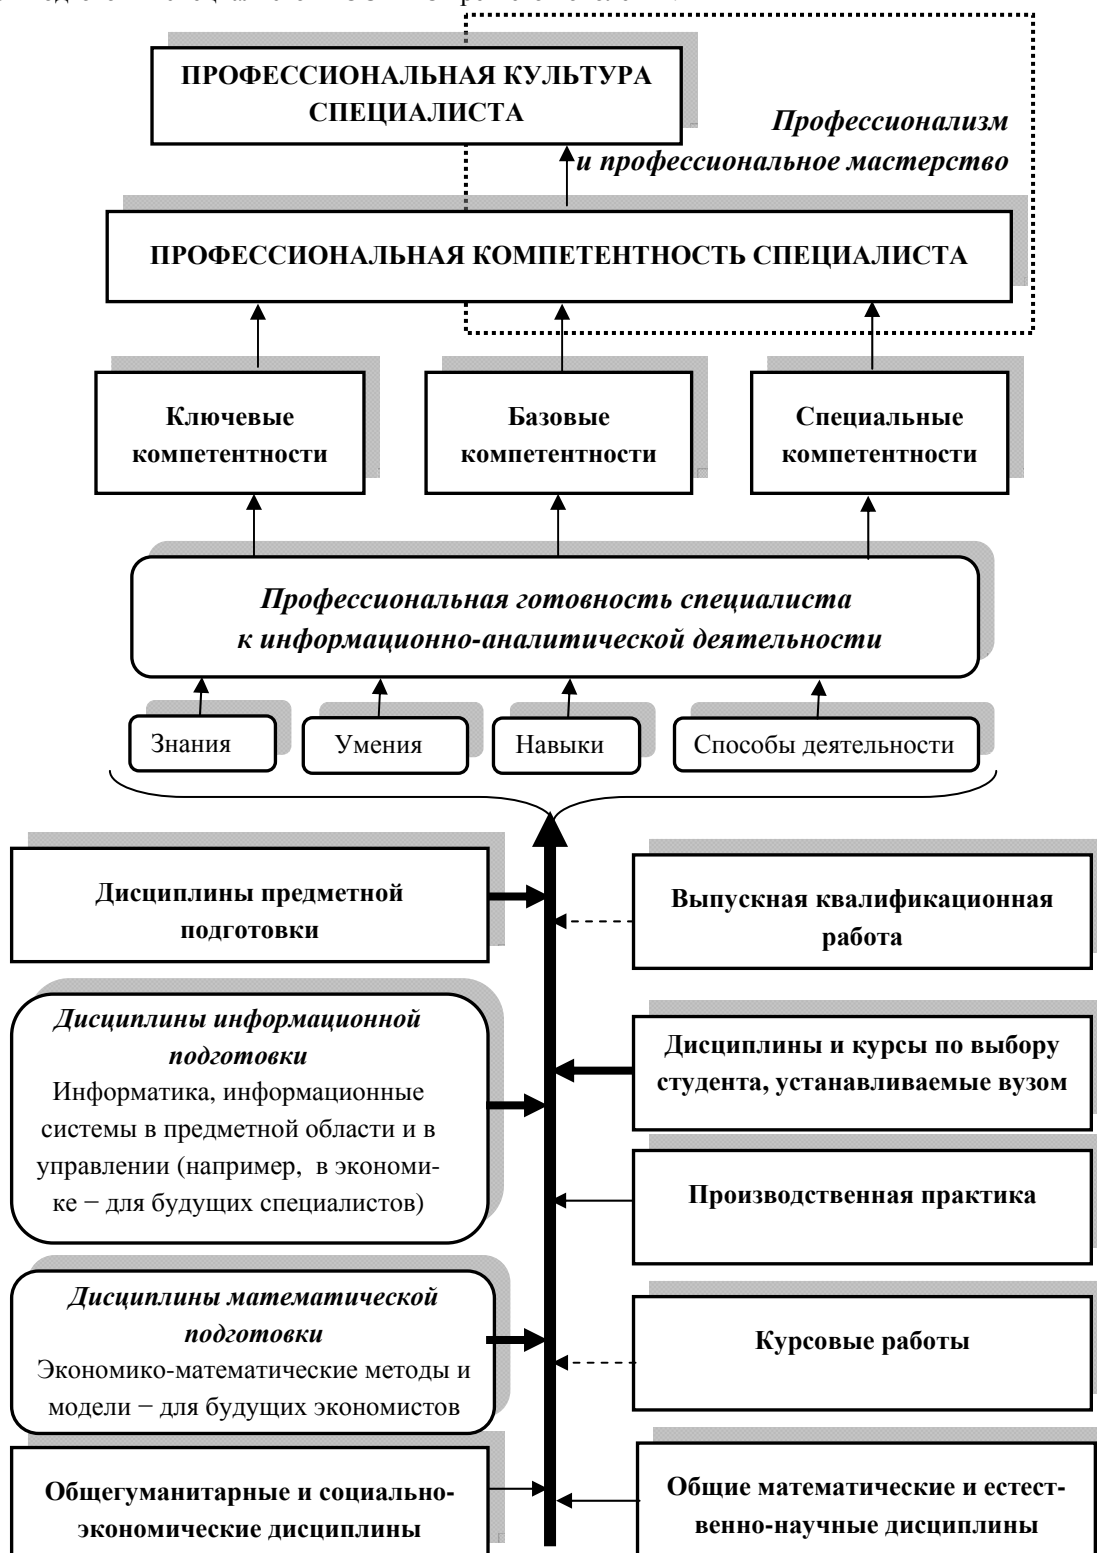 ПРОФЕССИОНАЛЬНАЯ КУЛЬТУРА
СПЕЦИАЛИСТА
Профессионализм
и профессиональное мастерство
ПРОФЕССИОНАЛЬНАЯ КОМПЕТЕНТНОСТЬ СПЕЦИАЛИСТА
Ключевые
компетентности
Базовые
компетентности
Специальные
компетентности
Профессиональная готовность специалиста
к информационно-аналитической деятельности
Знания
Умения
Навыки
Способы деятельности
Дисциплины предметной
подготовки
Выпускная квалификационная
работа
Дисциплины информационной
подготовки
Информатика, информационные
системы в предметной области и в
управлении (например, в экономи-
ке − для будущих специалистов)
Дисциплины и курсы по выбору
студента, устанавливаемые вузом
Производственная практика
Дисциплины математической
подготовки
Экономико-математические методы и
модели − для будущих экономистов
Курсовые работы
Общегуманитарные и социально-
экономические дисциплины
Общие математические и естест-
венно-научные дисциплины